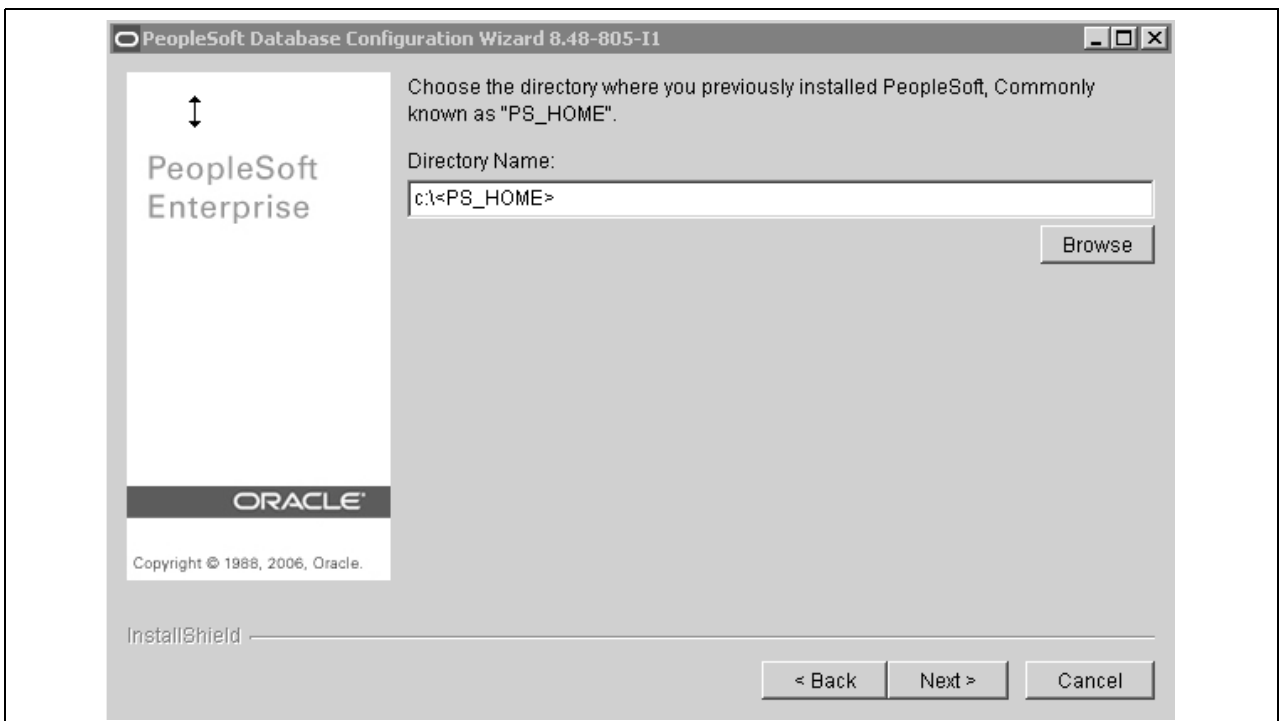 PeopleSoft Database Configuration Wizard 8.48-805-I1
Choose the directory where you previously installed PeopleSoft, Commonly
known as "PS_HOME".
Directory Name:
c:\<PS_HOME>
Browse
PeopleSoft
Enterprise
ORACLE
Copyright © 1988, 2006, Oracle.
InstallShield
< Back
Next >
Cancel